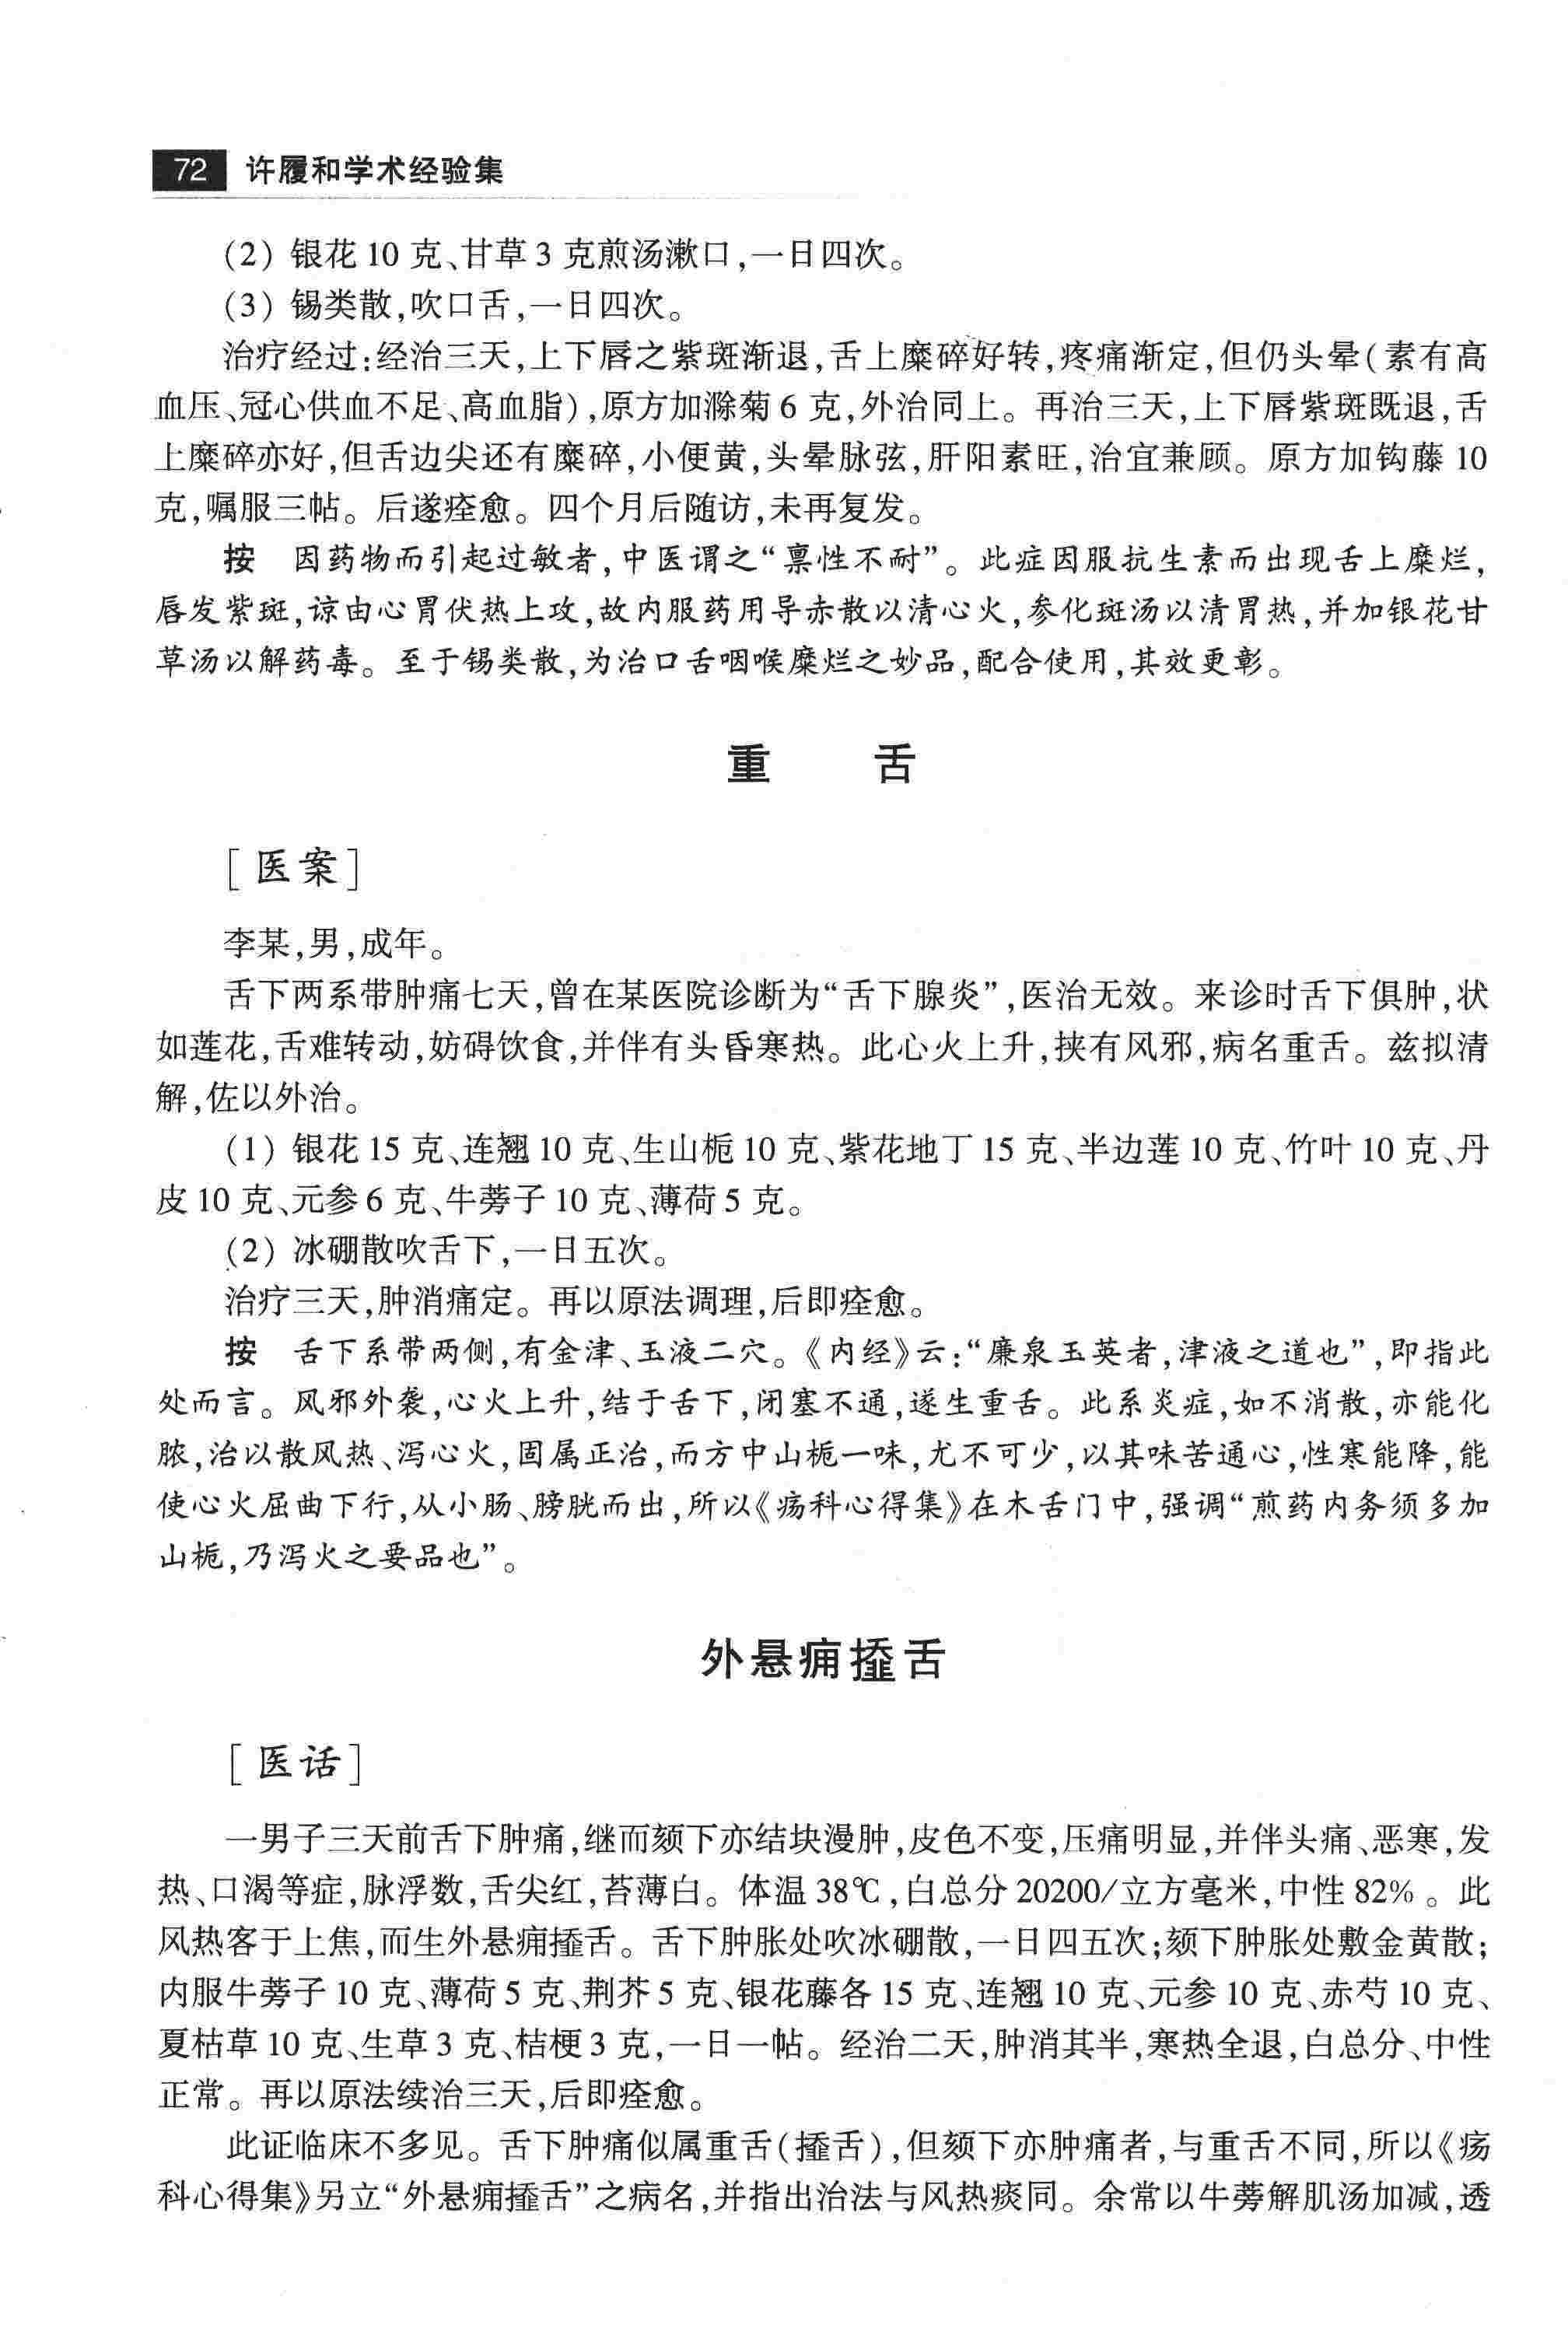 72 许履和学术经验集
(2) 银花 10 克、甘草 3 克煎汤漱口,一日四次。
(3) 锡类散,吹口舌,一日四次。
治疗经过:经治三天,上下唇之紫斑渐退,舌上糜碎好转,疼痛渐定,但仍头晕(素有高
血压、冠心供血不足、高血脂),原方加滁菊 6 克,外治同上。再治三天,上下唇紫斑既退,舌
上糜碎亦好,但舌边尖还有糜碎,小便黄,头晕脉弦,肝阳素旺,治宜兼顾。原方加钩藤 10
克,嘱服三帖。后遂痊愈。四个月后随访,未再复发。
按 因药物而引起过敏者,中医谓之“禀性不耐”。此症因服抗生素而出现舌上糜烂,
唇发紫斑,谅由心胃伏热上攻,故内服药用导赤散以清心火,参化斑汤以清胃热,并加银花甘
草汤以解药毒。至于锡类散,为治口舌咽喉糜烂之妙品,配合使用,其效更彰。
重 舌
[医案]
李某,男,成年。
舌下两系带肿痛七天,曾在某医院诊断为“舌下腺炎”,医治无效。来诊时舌下俱肿,状
如莲花,舌难转动,妨碍饮食,并伴有头昏寒热。此心火上升,挟有风邪,病名重舌。兹拟清
解,佐以外治。
(1) 银花 15 克、连翘 10 克、生山栀 10 克、紫花地丁 15 克、半边莲 10 克、竹叶 10 克、丹
皮 10 克、元参 6 克、牛蒡子 10 克、薄荷 5 克。
(2) 冰硼散吹舌下,一日五次。
治疗三天,肿消痛定。再以原法调理,后即痊愈。
按 舌下系带两侧,有金津、玉液二穴。《内经》云:“廉泉玉英者,津液之道也”,即指此
处而言。风邪外袭,心火上升,结于舌下,闭塞不通,遂生重舌。此系炎症,如不消散,亦能化
脓,治以散风热、泻心火,固属正治,而方中山栀一味,尤不可少,以其味苦通心,性寒能降,能
使心火屈曲下行,从小肠、膀胱而出,所以《疡科心得集》在木舌门中,强调“煎药内务须多加
山栀,乃泻火之要品也”。
外悬痈㩉舌
[医话]
一男子三天前舌下肿痛,继而颏下亦结块漫肿,皮色不变,压痛明显,并伴头痛、恶寒,发
热、口渴等症,脉浮数,舌尖红,苔薄白。体温 38℃,白总分 20200/立方毫米,中性 82%。此
风热客于上焦,而生外悬痈㩉舌。舌下肿胀处吹冰硼散,一日四五次;颏下肿胀处敷金黄散;
内服牛蒡子 10 克、薄荷 5 克、荆芥 5 克、银花藤各 15 克、连翘 10 克、元参 10 克、赤芍 10 克、
夏枯草 10 克、生草 3 克、桔梗 3 克,一日一帖。经治二天,肿消其半,寒热全退,白总分、中性
正常。再以原法续治三天,后即痊愈。
此证临床不多见。舌下肿痛似属重舌(㩉舌),但颏下亦肿痛者,与重舌不同,所以《疡
科心得集》另立“外悬痈㩉舌”之病名,并指出治法与风热痰同。余常以牛蒡解肌汤加减,透